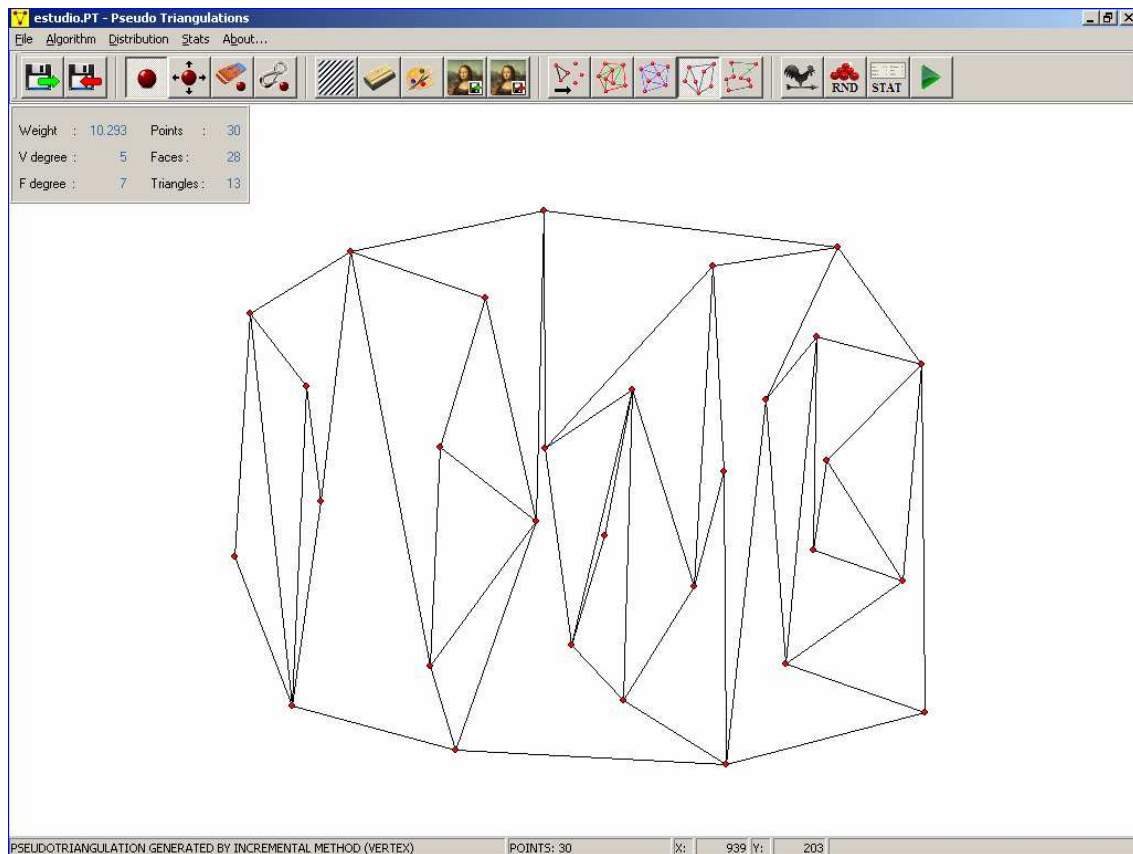 estudio.PT - Pseudo Triangulations
File Algorithm Distribution Stats About...
RND STAT
Weight : 10.293 Points : 30
V degree : 5 Faces : 28
F degree : 7 Triangles : 13
PSEUDOTRIANGULATION GENERATED BY INCREMENTAL METHOD (VERTEX) POINTS: 30 X: 939 Y: 203